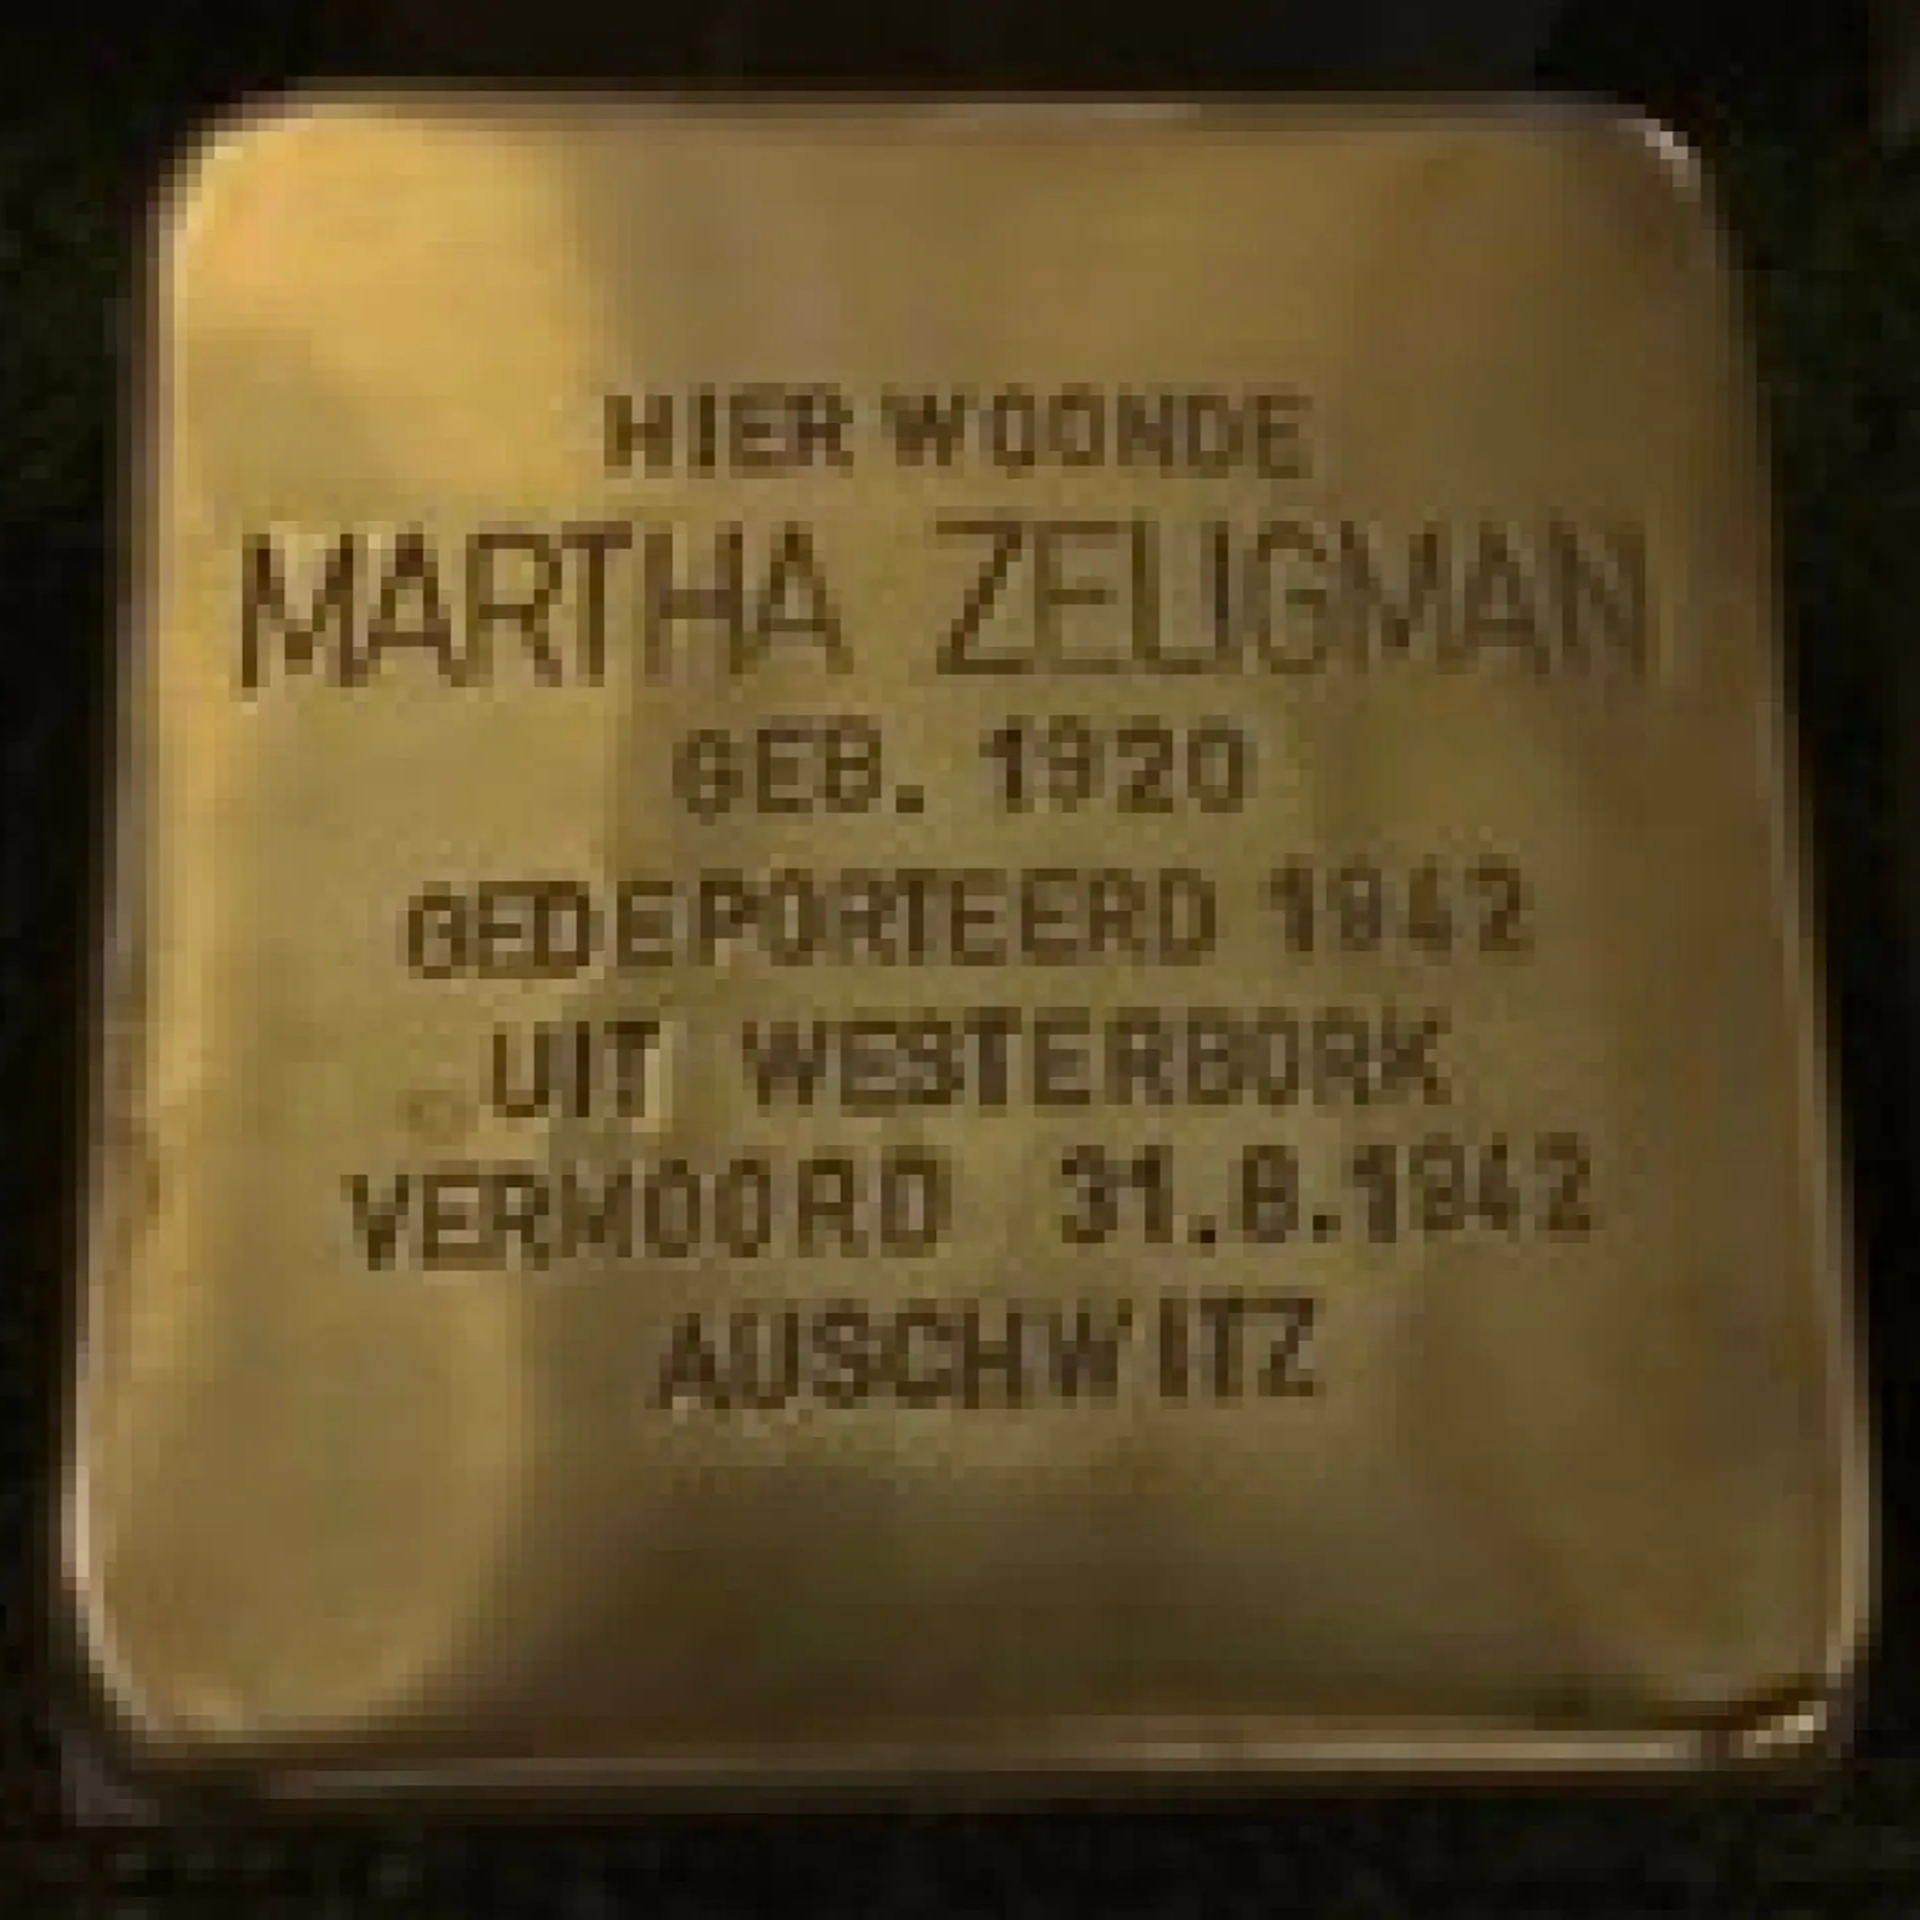 HIER WOONDE
MARTHA ZELIGMAN
GEB. 1920
GEDEPORTEERD 1942
UIT WESTERBORK
VERMOORD 31.8.1942
AUSCHWITZ